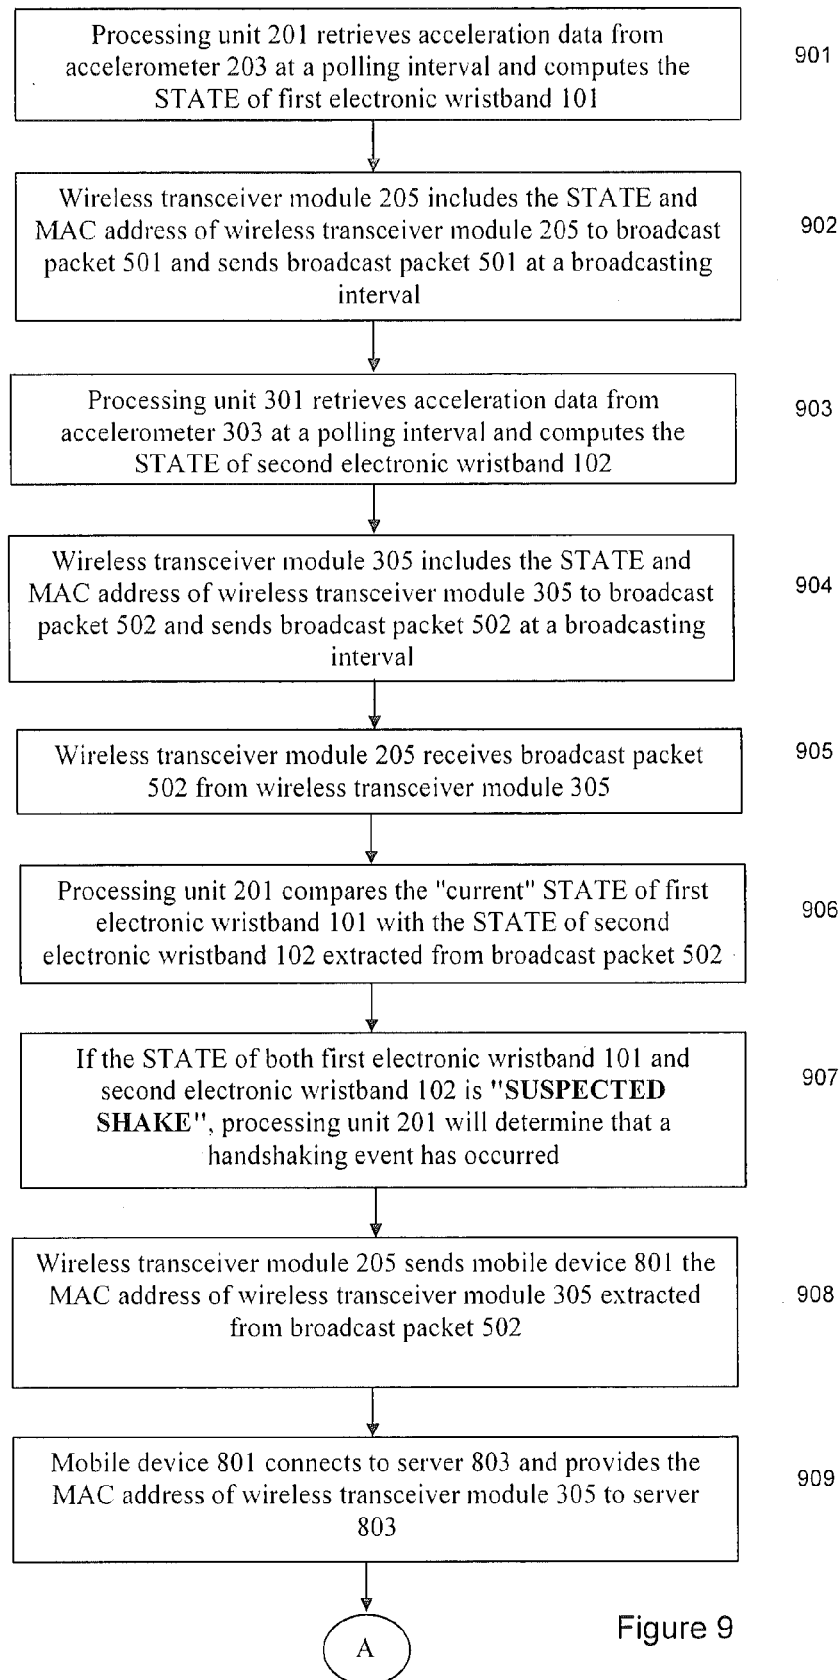 Processing unit 201 retrieves acceleration data from
accelerometer 203 at a polling interval and computes the
STATE of first electronic wristband 101
901
Wireless transceiver module 205 includes the STATE and
MAC address of wireless transceiver module 205 to broadcast
packet 501 and sends broadcast packet 501 at a broadcasting
interval
902
Processing unit 301 retrieves acceleration data from
accelerometer 303 at a polling interval and computes the
STATE of second electronic wristband 102
903
Wireless transceiver module 305 includes the STATE and
MAC address of wireless transceiver module 305 to broadcast
packet 502 and sends broadcast packet 502 at a broadcasting
interval
904
Wireless transceiver module 205 receives broadcast packet
502 from wireless transceiver module 305
905
Processing unit 201 compares the "current" STATE of first
electronic wristband 101 with the STATE of second
electronic wristband 102 extracted from broadcast packet 502
906
If the STATE of both first electronic wristband 101 and
second electronic wristband 102 is "SUSPECTED
SHAKE", processing unit 201 will determine that a
handshaking event has occurred
907
Wireless transceiver module 205 sends mobile device 801 the
MAC address of wireless transceiver module 305 extracted
from broadcast packet 502
908
Mobile device 801 connects to server 803 and provides the
MAC address of wireless transceiver module 305 to server
803
909
A
Figure 9